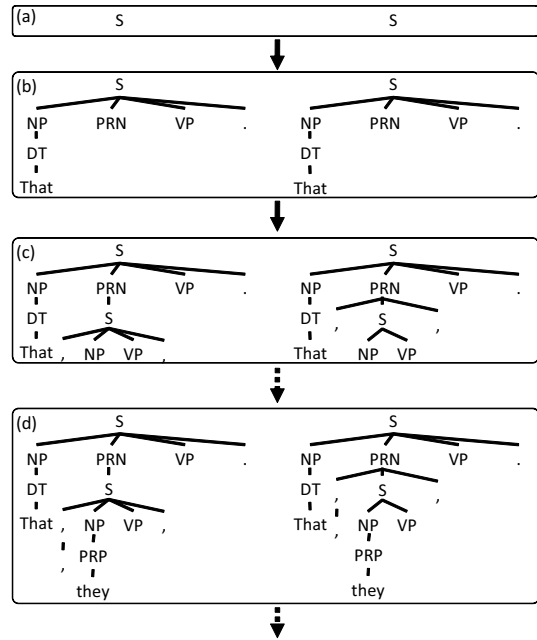 (a) S S
(b) S S
NP PRN VP . NP PRN VP .
DT DT
That That
(c) S S
NP PRN VP . NP PRN VP .
DT S DT , S ,
That , NP VP , That NP VP
(d) S S
NP PRN VP . NP PRN VP .
DT S DT , S ,
That , NP VP , That , NP VP
, PRP PRP
they they